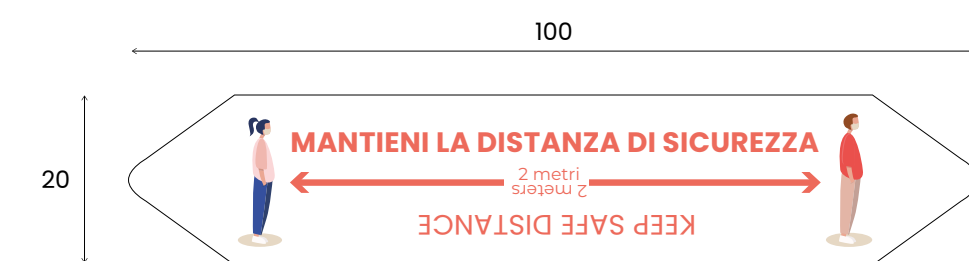 100
20
MANTIENI LA DISTANZA DI SICUREZZA
2 metri
2 meters
KEEP SAFE DISTANCE